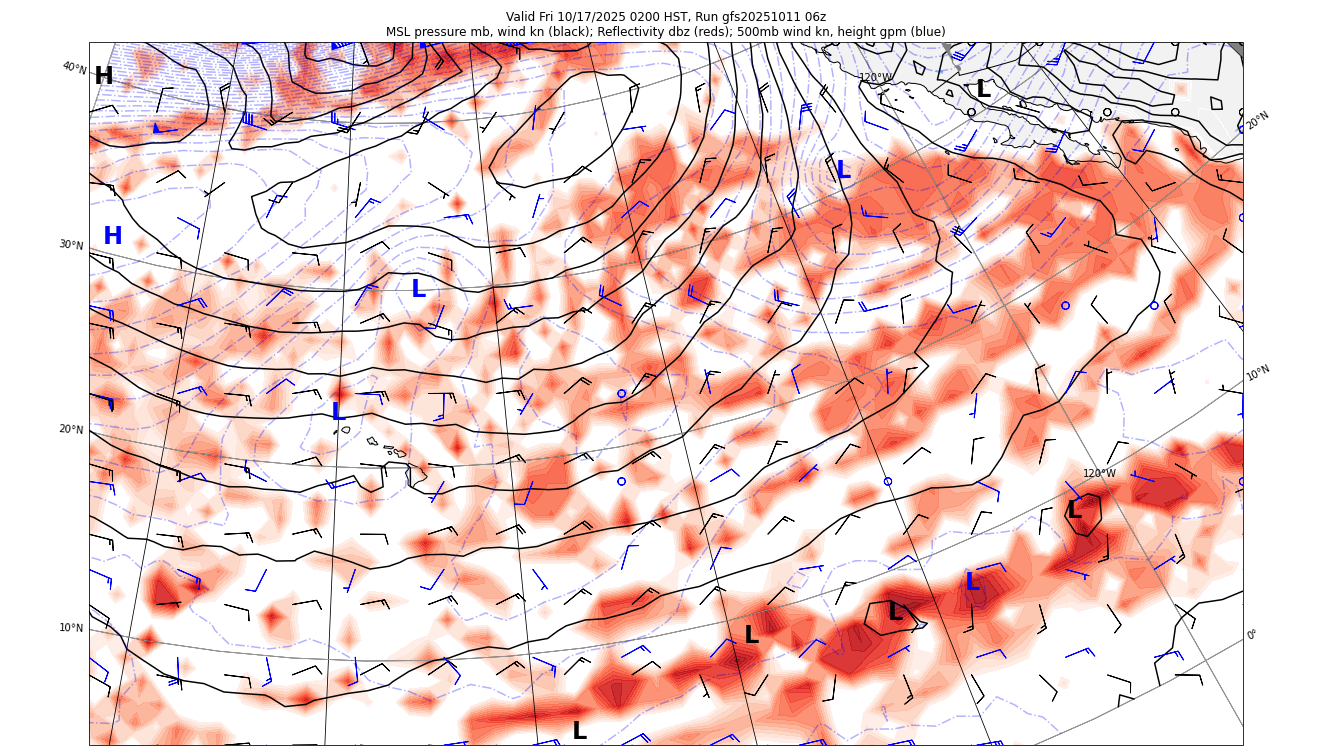 Valid Fri 10/17/2025 0200 HST, Run gfs20251011 06z
MSL pressure mb, wind kn (black); Reflectivity dbz (reds); 500mb wind kn, height gpm (blue)
40°N
H
120°W
L
20°N
L
H
30°N
L
10°N
L
20°N
120°W
L
L
L
10°N
L
0°
L